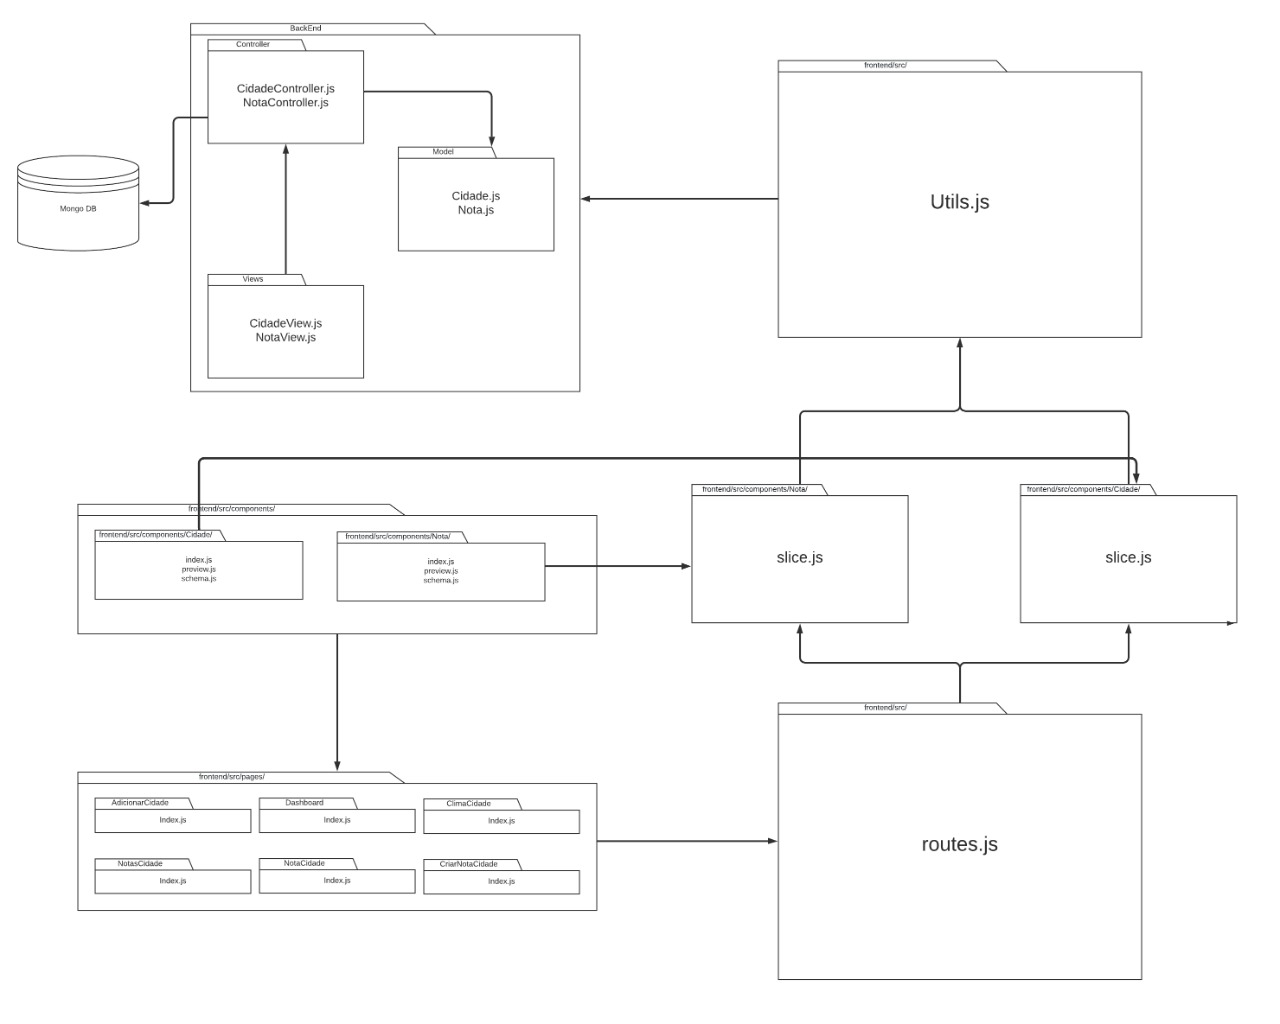 BackEnd
Controller
CidadeController.js
NotaController.js
Model
Cidade.js
Nota.js
Mongo DB
Views
CidadeView.js
NotaView.js
frontend/src/
Utils.js
frontend/src/components/
frontend/src/components/Cidade/
index.js
preview.js
schema.js
frontend/src/components/Nota/
index.js
preview.js
schema.js
frontend/src/components/Nota/
slice.js
frontend/src/components/Cidade/
slice.js
frontend/src/pages/
AdicionarCidade
Index.js
Dashboard
Index.js
ClimaCidade
Index.js
NotasCidade
Index.js
NotaCidade
Index.js
CriarNotaCidade
Index.js
frontend/src/
routes.js